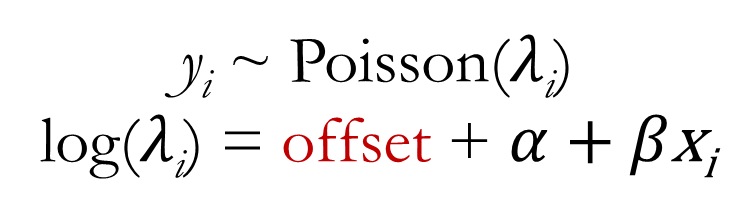 yᵢ ~ Poisson(λᵢ)
log(λᵢ) = offset + α + βxᵢ